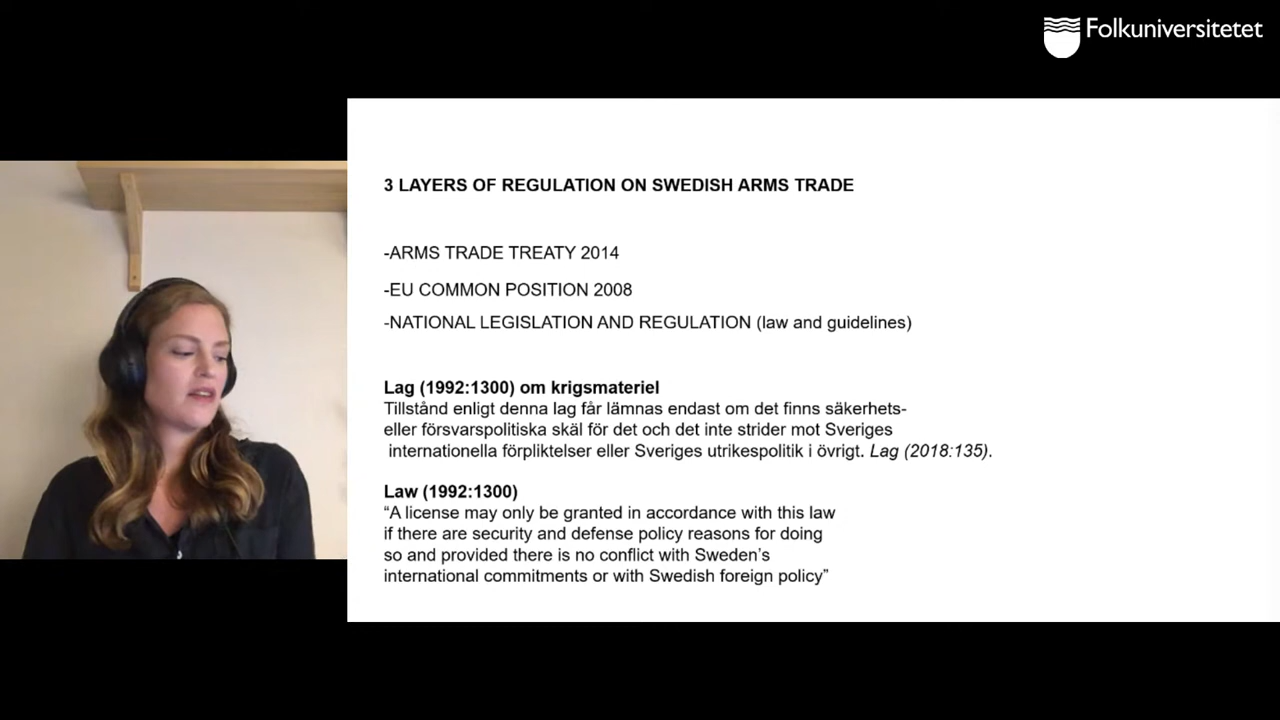 Folkuniversitetet
3 LAYERS OF REGULATION ON SWEDISH ARMS TRADE
-ARMS TRADE TREATY 2014
-EU COMMON POSITION 2008
-NATIONAL LEGISLATION AND REGULATION (law and guidelines)
Lag (1992:1300) om krigsmateriel
Tillstånd enligt denna lag får lämnas endast om det finns säkerhets-
eller försvarspolitiska skäl för det och det inte strider mot Sveriges
internationella förpliktelser eller Sveriges utrikespolitik i övrigt. Lag (2018:135).
Law (1992:1300)
“A license may only be granted in accordance with this law
if there are security and defense policy reasons for doing
so and provided there is no conflict with Sweden’s
international commitments or with Swedish foreign policy”